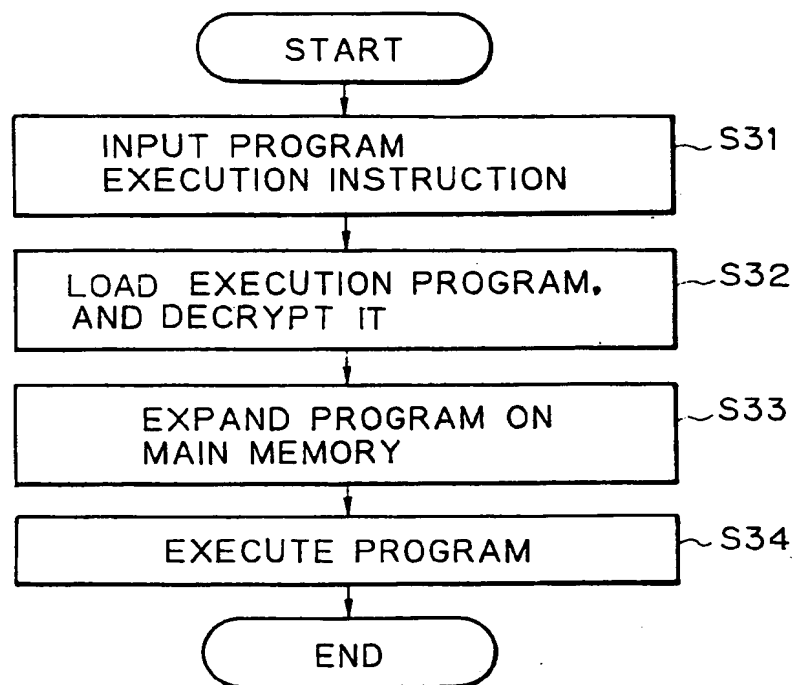 START
INPUT PROGRAM
EXECUTION INSTRUCTION
S31
LOAD EXECUTION PROGRAM.
AND DECRYPT IT
S32
EXPAND PROGRAM ON
MAIN MEMORY
S33
EXECUTE PROGRAM
S34
END